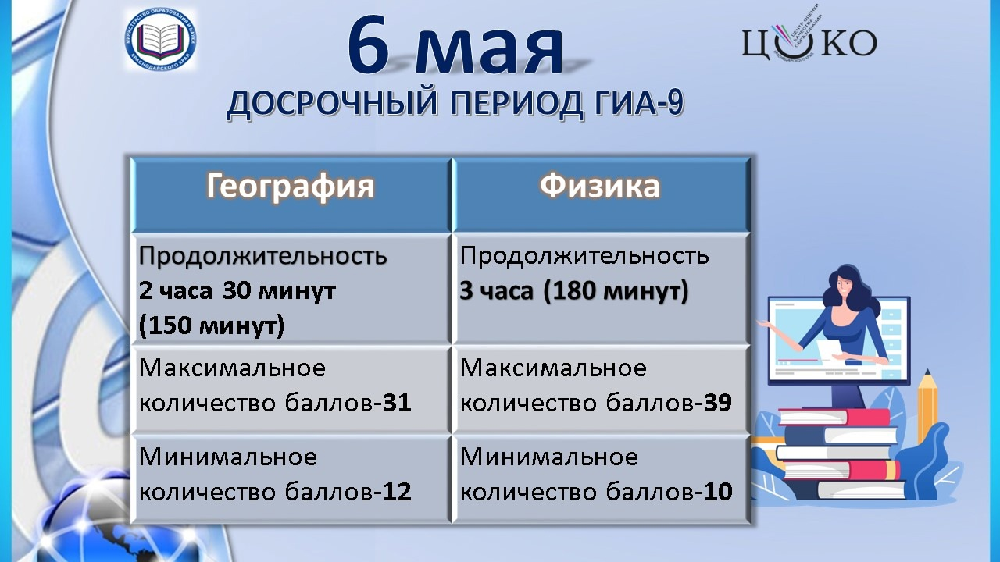 МИНИСТЕРСТВО ОБРАЗОВАНИЯ И НАУКИ
КРАСНОДАРСКОГО КРАЯ
6 мая
ЦОКО
ЦЕНТР ОЦЕНКИ
КАЧЕСТВА
ОБРАЗОВАНИЯ
КРАСНОДАРСКОГО КРАЯ
ДОСРОЧНЫЙ ПЕРИОД ГИА-9
География
Физика
Продолжительность
2 часа 30 минут
(150 минут)
Продолжительность
3 часа (180 минут)
Максимальное
количество баллов-31
Максимальное
количество баллов-39
Минимальное
количество баллов-12
Минимальное
количество баллов-10